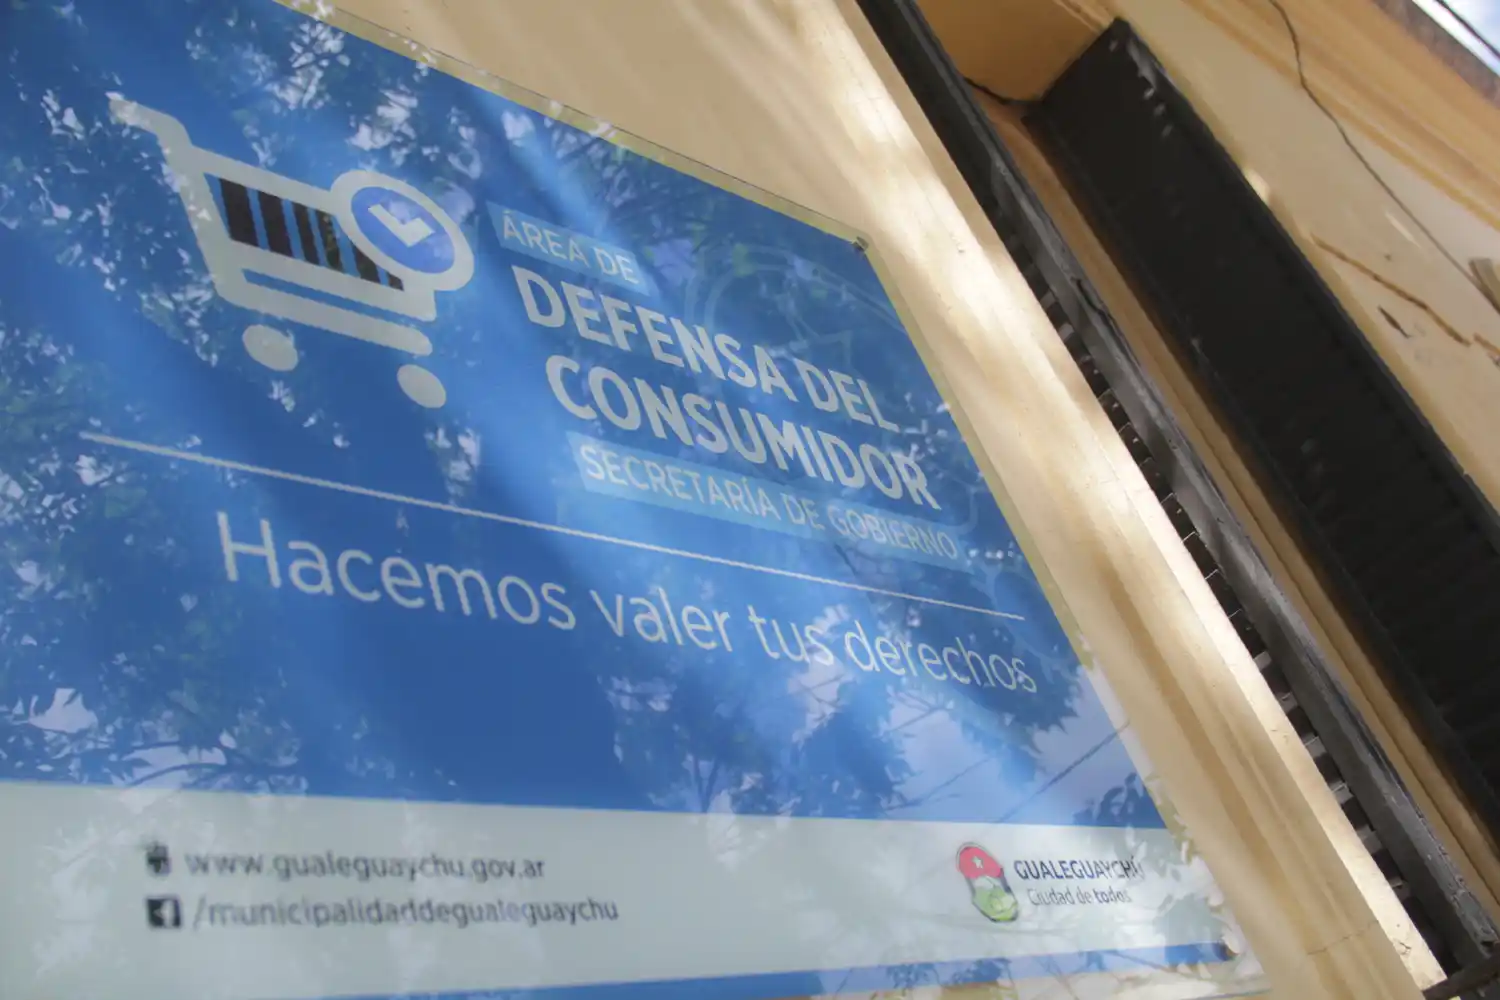 ÁREA DE
DEFENSA DEL
CONSUMIDOR
SECRETARÍA DE GOBIERNO
Hacemos valer tus derechos
www.gualeguaychu.gov.ar
/municipalidaddegualeguaychu
GUALEGUAYCHÚ
Ciudad de todos